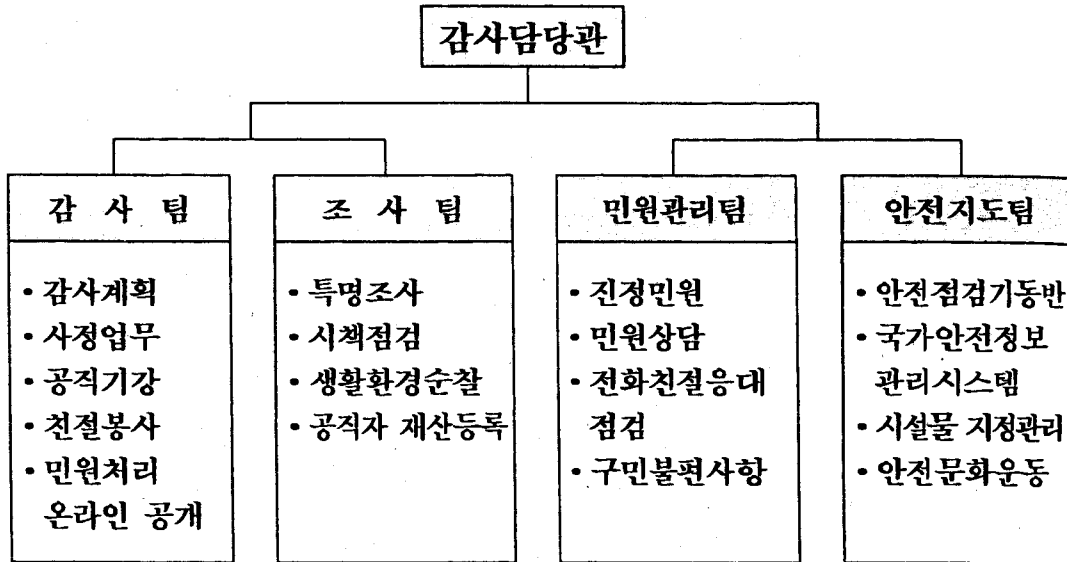 감사담당관
감 사 팀
• 감사계획
• 사정업무
• 공직기강
• 친절봉사
• 민원처리
온라인 공개
조 사 팀
• 특명조사
• 시책점검
• 생활환경순찰
• 공직자 재산등록
민원관리팀
• 진정민원
• 민원상담
• 전화친절응대
점검
• 구민불편사항
안전지도팀
• 안전점검기동반
• 국가안전정보
관리시스템
• 시설물 지정관리
• 안전문화운동